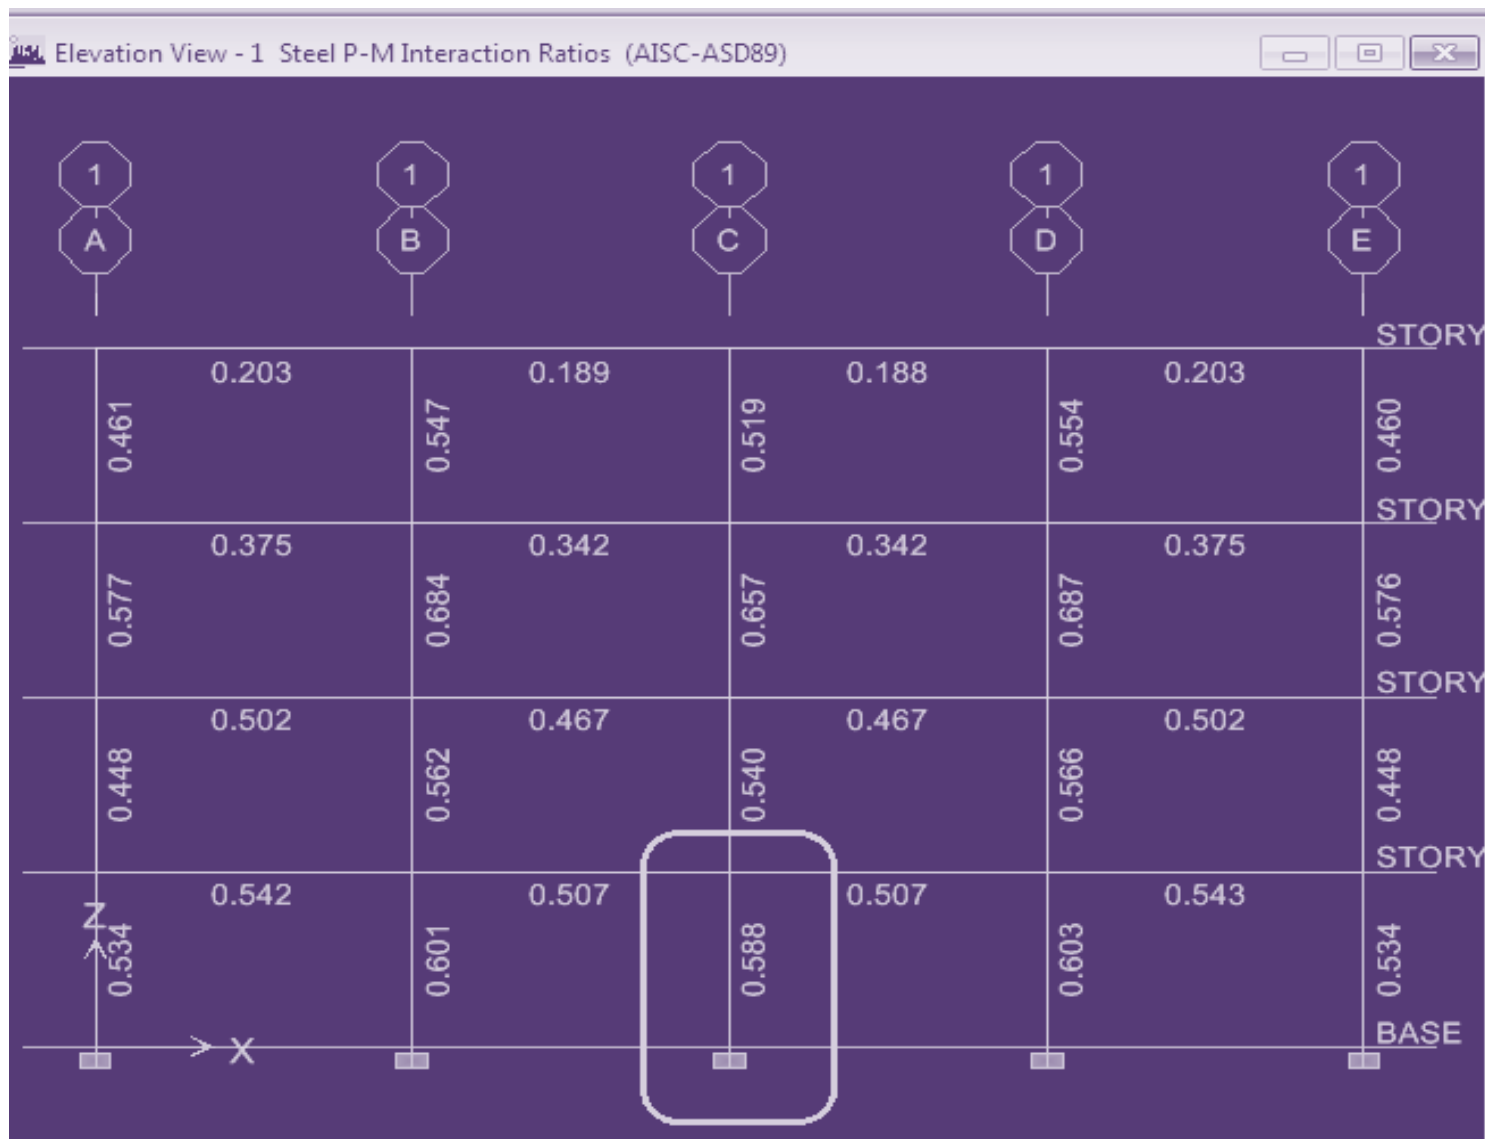 Elevation View - 1 Steel P-M Interaction Ratios (AISC-ASD89)
1 1 1 1 1
A B C D E
STORY
0.203 0.189 0.188 0.203
0.461 0.547 0.519 0.554 0.460
STORY
0.375 0.342 0.342 0.375
0.577 0.684 0.657 0.687 0.576
STORY
0.502 0.467 0.467 0.502
0.448 0.562 0.540 0.566 0.448
STORY
0.542 0.507 0.507 0.543
Z
0.534 0.601 0.588 0.603 0.534
BASE
X